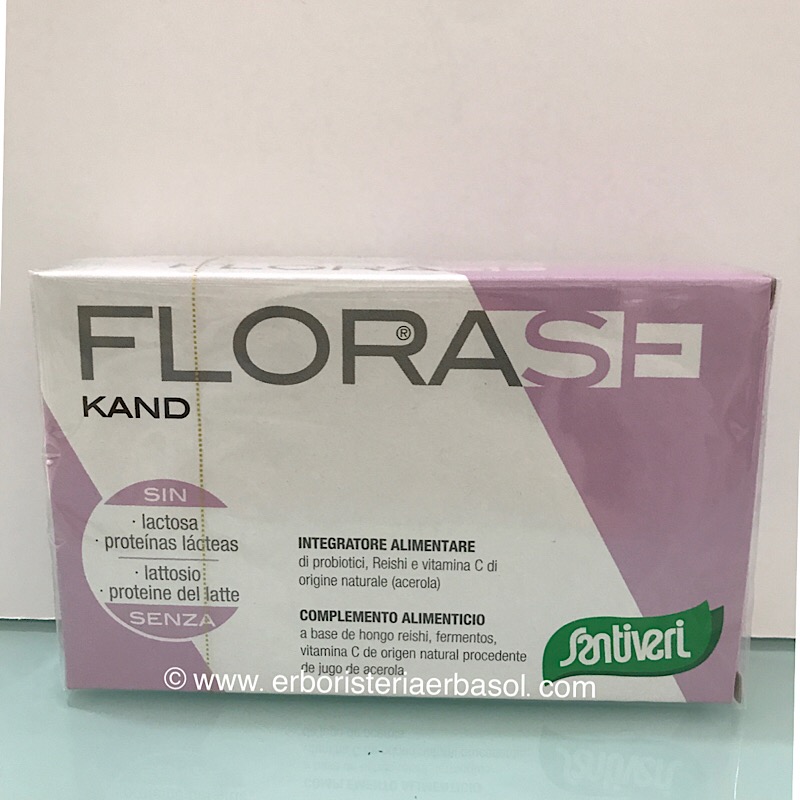 FLORASE
FLORASE®
KAND
SIN
· lactosa
· proteínas lácteas
· lattosio
· proteine del latte
SENZA
INTEGRATORE ALIMENTARE
di probiotici, Reishi e vitamina C di
origine naturale (acerola)
COMPLEMENTO ALIMENTICIO
a base de hongo reishi, fermentos,
vitamina C de origen natural procedente
de jugo de acerola.
Santiveri
© www. erboristeriaerbasol. com